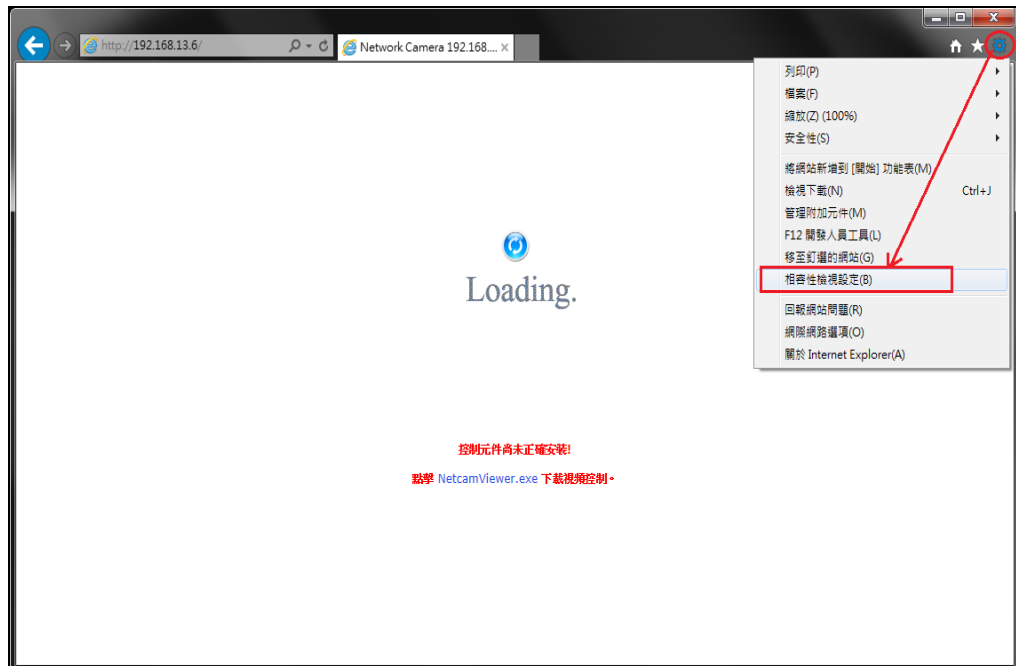 http://192.168.13.6/
Network Camera 192.168....
列印(P)
檔案(F)
縮放(Z) (100%)
安全性(S)
將網站新增到 [開始] 功能表(M)
檢視下載(N) Ctrl+J
管理附加元件(M)
F12 開發人員工具(L)
移至釘選的網站(G)
相容性檢視設定(B)
回報網站問題(R)
網際網路選項(O)
關於 Internet Explorer(A)
Loading.
控制元件尚未正確安裝!
點擊 NetcamViewer.exe 下載視頻控制。